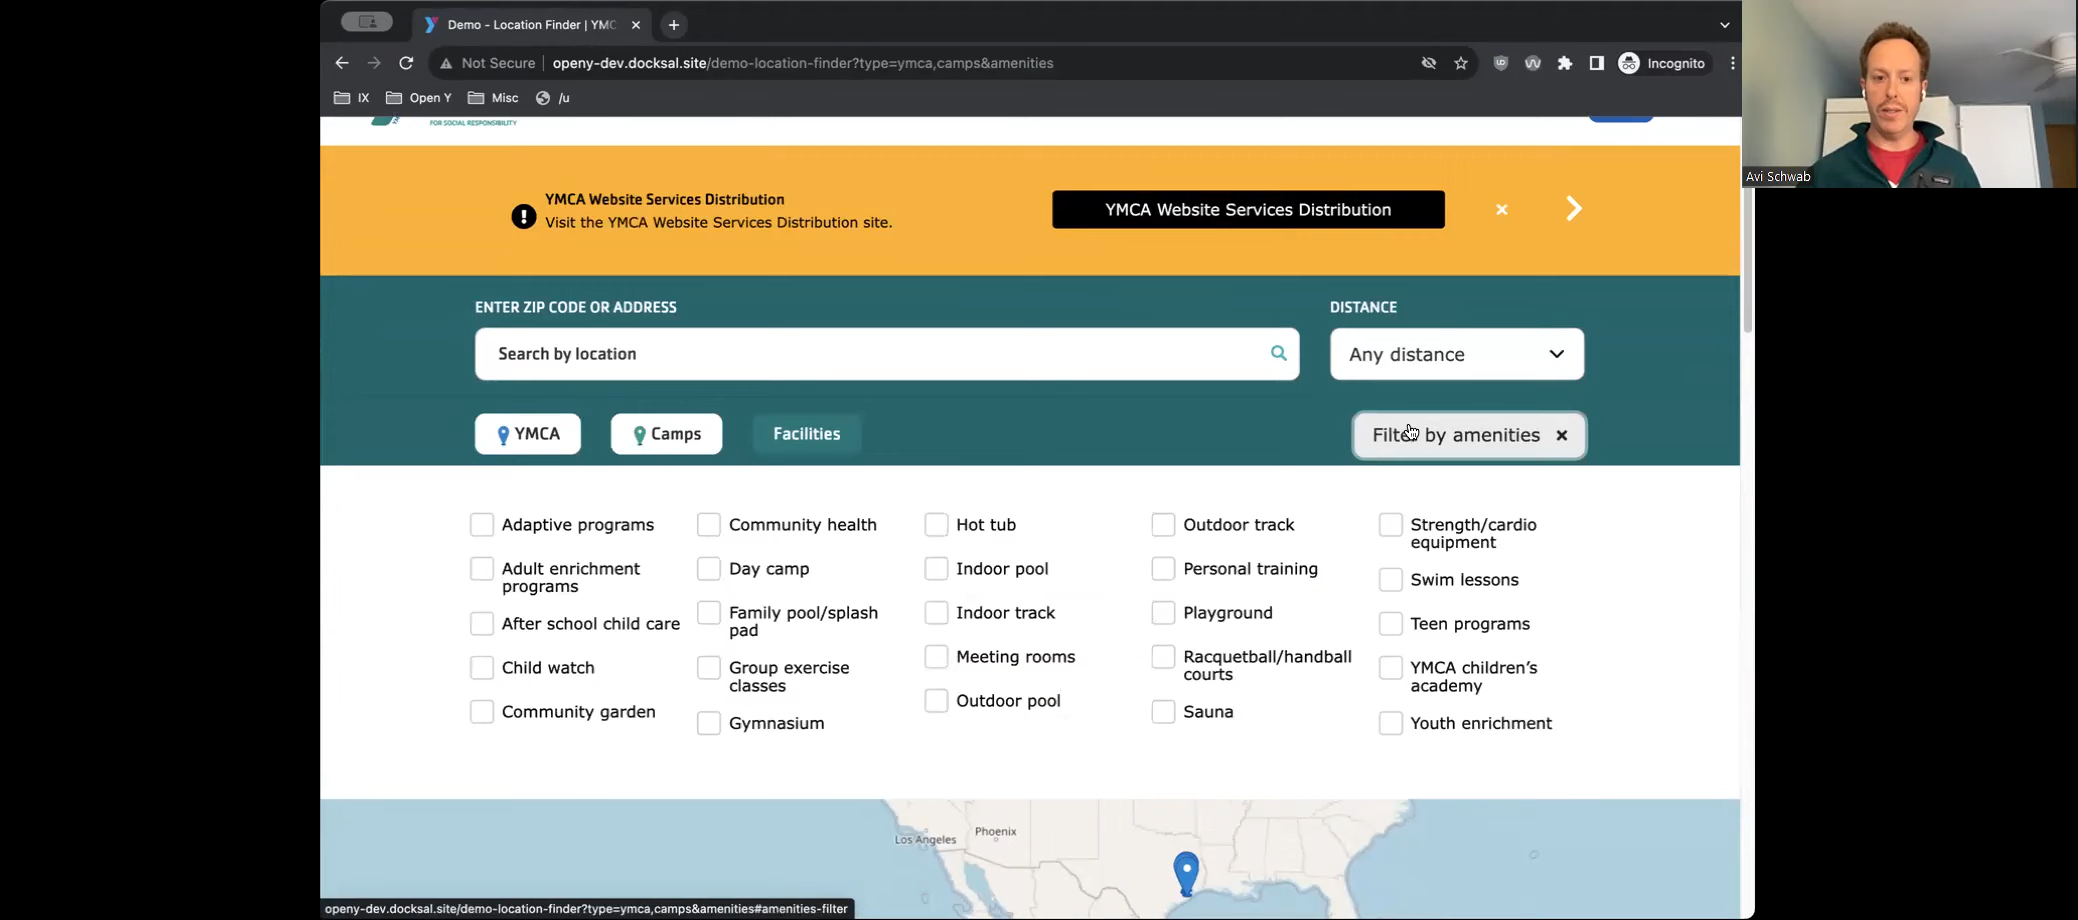 Demo - Location Finder | YMC
Not Secure
openy-dev.docksal.site/demo-location-finder?type=ymca,camps&amenities
Incognito
IX
Open Y
Misc
/u
Avi Schwab
FOR SOCIAL RESPONSIBILITY
YMCA Website Services Distribution
Visit the YMCA Website Services Distribution site.
YMCA Website Services Distribution
ENTER ZIP CODE OR ADDRESS
DISTANCE
Search by location
Any distance
YMCA
Camps
Facilities
Filter by amenities
Adaptive programs
Adult enrichment
programs
After school child care
Child watch
Community garden
Community health
Day camp
Family pool/splash
pad
Group exercise
classes
Gymnasium
Hot tub
Indoor pool
Indoor track
Meeting rooms
Outdoor pool
Outdoor track
Personal training
Playground
Racquetball/handball
courts
Sauna
Strength/cardio
equipment
Swim lessons
Teen programs
YMCA children’s
academy
Youth enrichment
Los Angeles
Phoenix
openy-dev.docksal.site/demo-location-finder?type=ymca,camps&amenities#amenities-filter